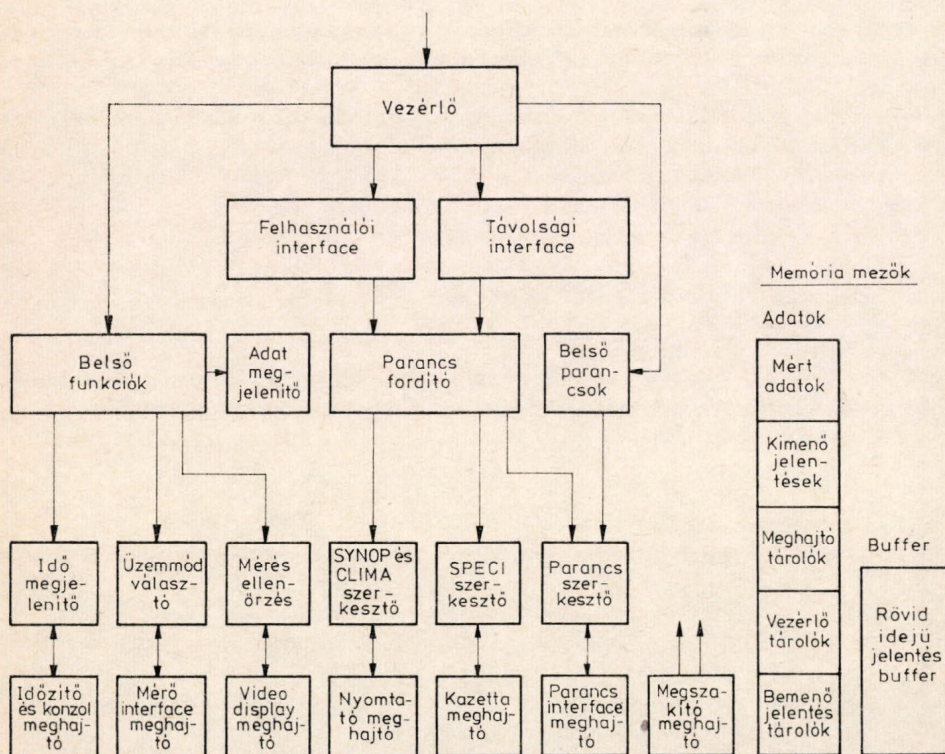 Vezérlő
Felhasználói
interface
Távolsági
interface
Memória mezők
Adatok
Belső
funkciók
Adat
meg-
jelenítő
Parancs
fordító
Belső
paran-
csok
Mért
adatok
Kimenő
jelen-
tések
Meghajtó
tárolók
Vezérlő
tárolók
Bemenő
jelentés
tárolók
Buffer
Rövid
idejű
jelentés
buffer
Idő
megje-
lenítő
Üzemmód
válasz-
tó
Mérés
ellen-
őrzés
SYNOP és
CLIMA
szer-
kesztő
SPECI
szer-
kesztő
Parancs
szer-
kesztő
Időzítő
és konzol
meghaj-
tó
Mérő
interface
meghaj-
tó
Video
display
meghaj-
tó
Nyomta-
tó meg-
hajtó
Kazetta
meghaj-
tó
Parancs
interface
meghaj-
tó
Megsza-
kító
meghaj-
tó